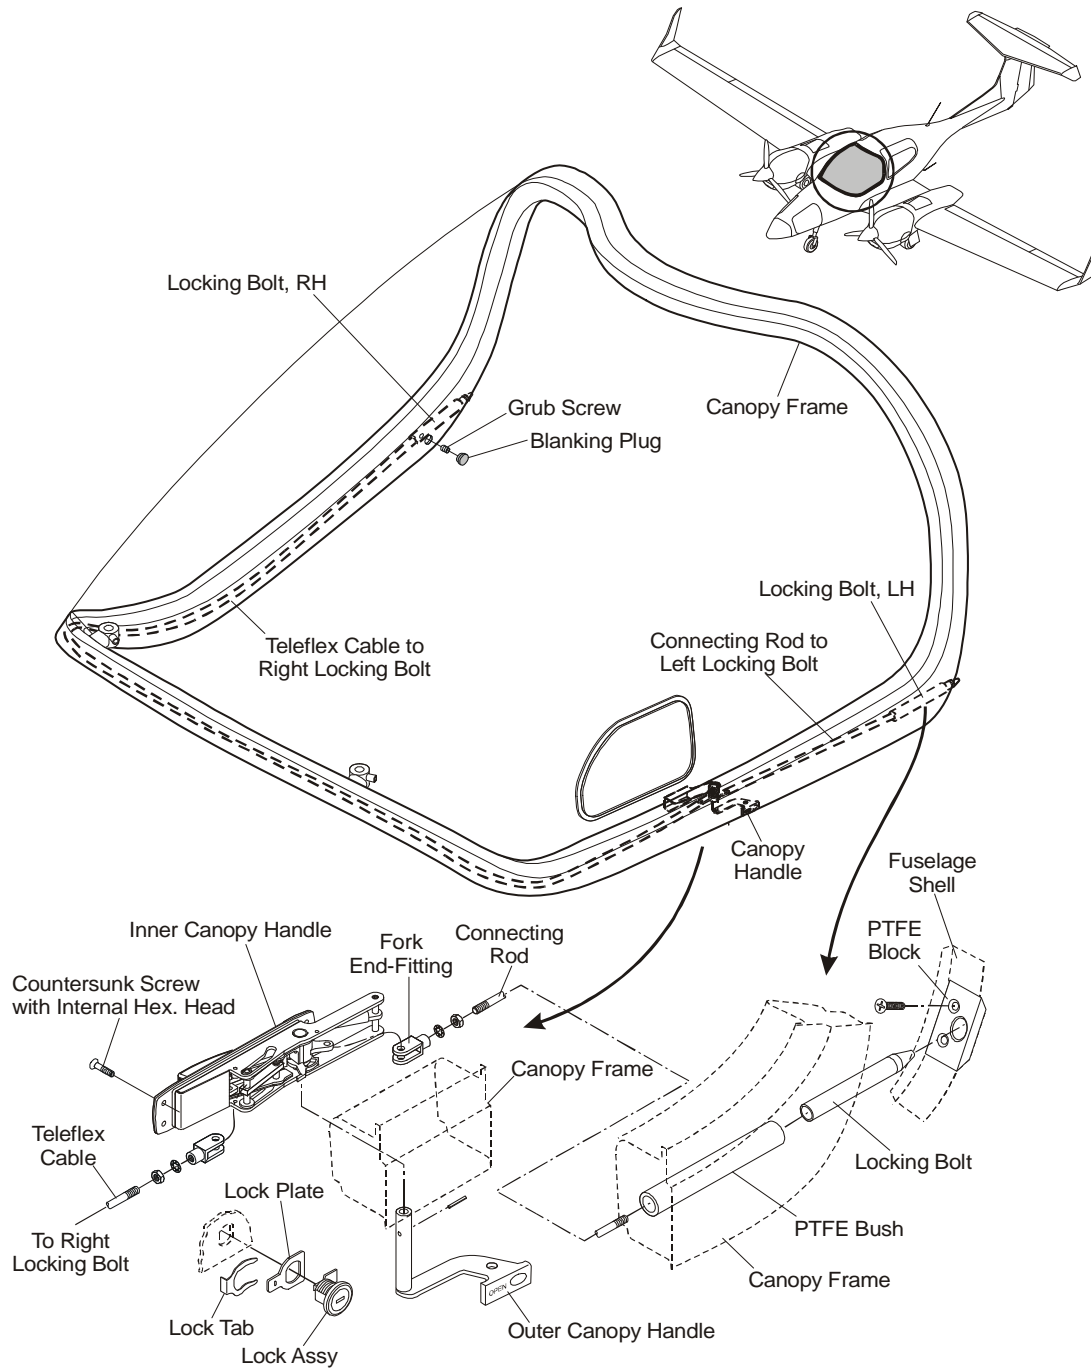 Locking Bolt, RH
Grub Screw
Blanking Plug
Canopy Frame
Locking Bolt, LH
Teleflex Cable to
Right Locking Bolt
Connecting Rod to
Left Locking Bolt
Canopy
Handle
Fuselage
Shell
PTFE
Block
Inner Canopy Handle
Fork
End-Fitting
Connecting
Rod
Countersunk Screw
with Internal Hex. Head
Canopy Frame
Teleflex
Cable
Lock Plate
Locking Bolt
To Right
Locking Bolt
PTFE Bush
Canopy Frame
OPEN
Lock Tab
Outer Canopy Handle
Lock Assy